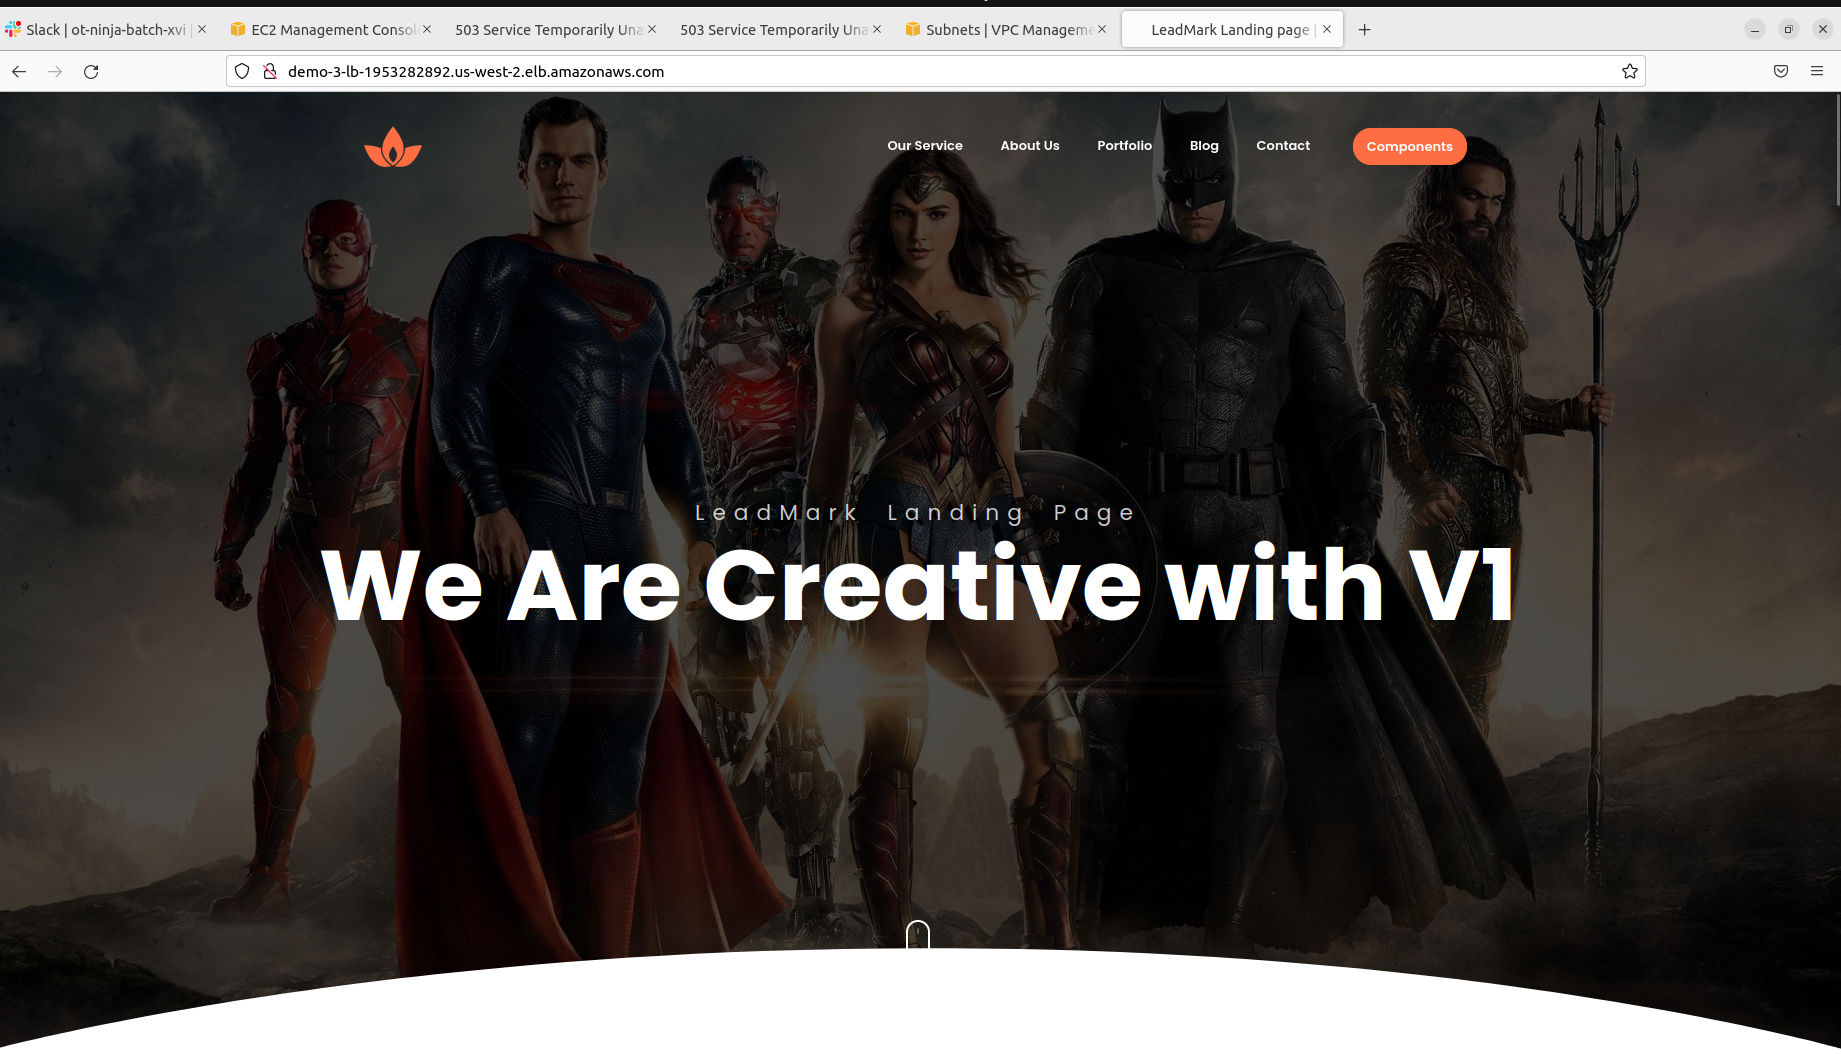 Slack | ot-ninja-batch-xvi |
EC2 Management Consol
503 Service Temporarily Una
503 Service Temporarily Una
Subnets | VPC Manageme
LeadMark Landing page |
demo-3-lb-1953282892.us-west-2.elb.amazonaws.com
Our Service
About Us
Portfolio
Blog
Contact
Components
LeadMark Landing Page
We Are Creative with V1